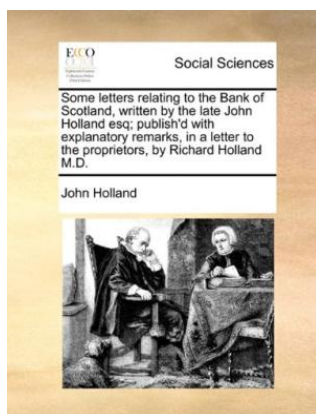 ECCO
Social Sciences
Some letters relating to the Bank of
Scotland, written by the late John
Holland esq; publish'd with
explanatory remarks, in a letter to
the proprietors, by Richard Holland
M.D.
John Holland